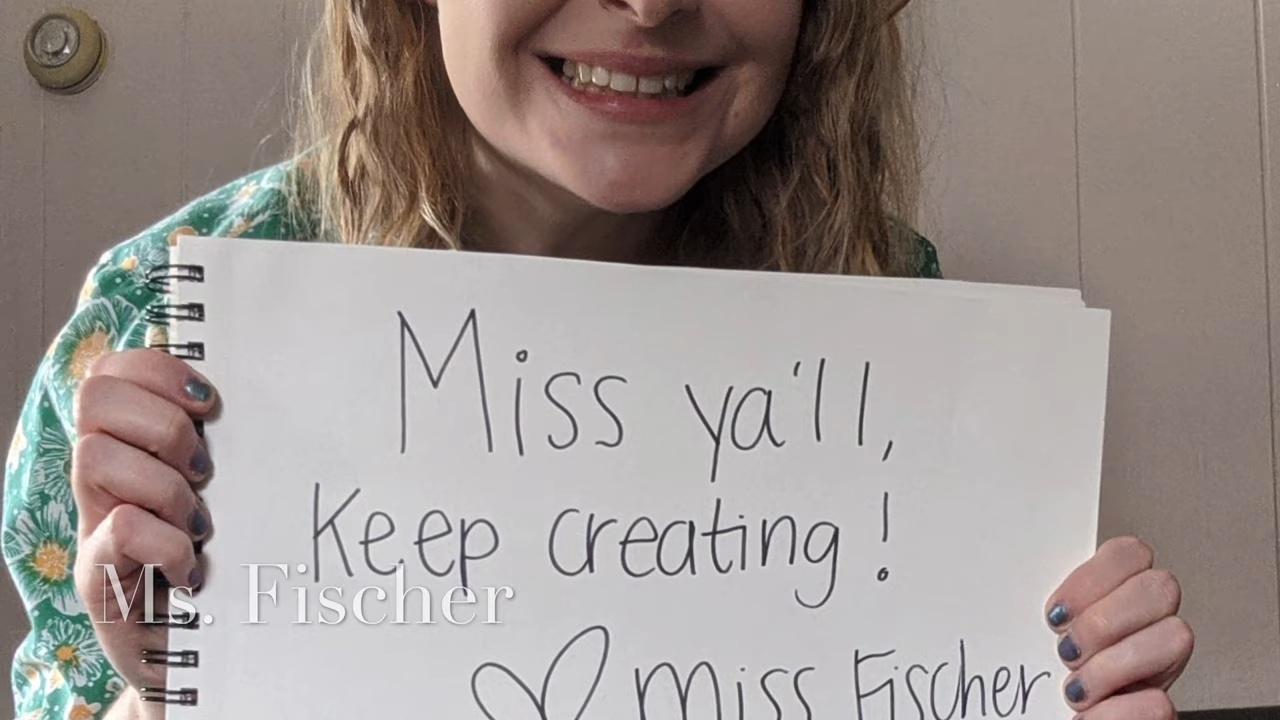 Miss ya'll,
Keep creating!
Ms. Fischer
♡ Miss Fischer